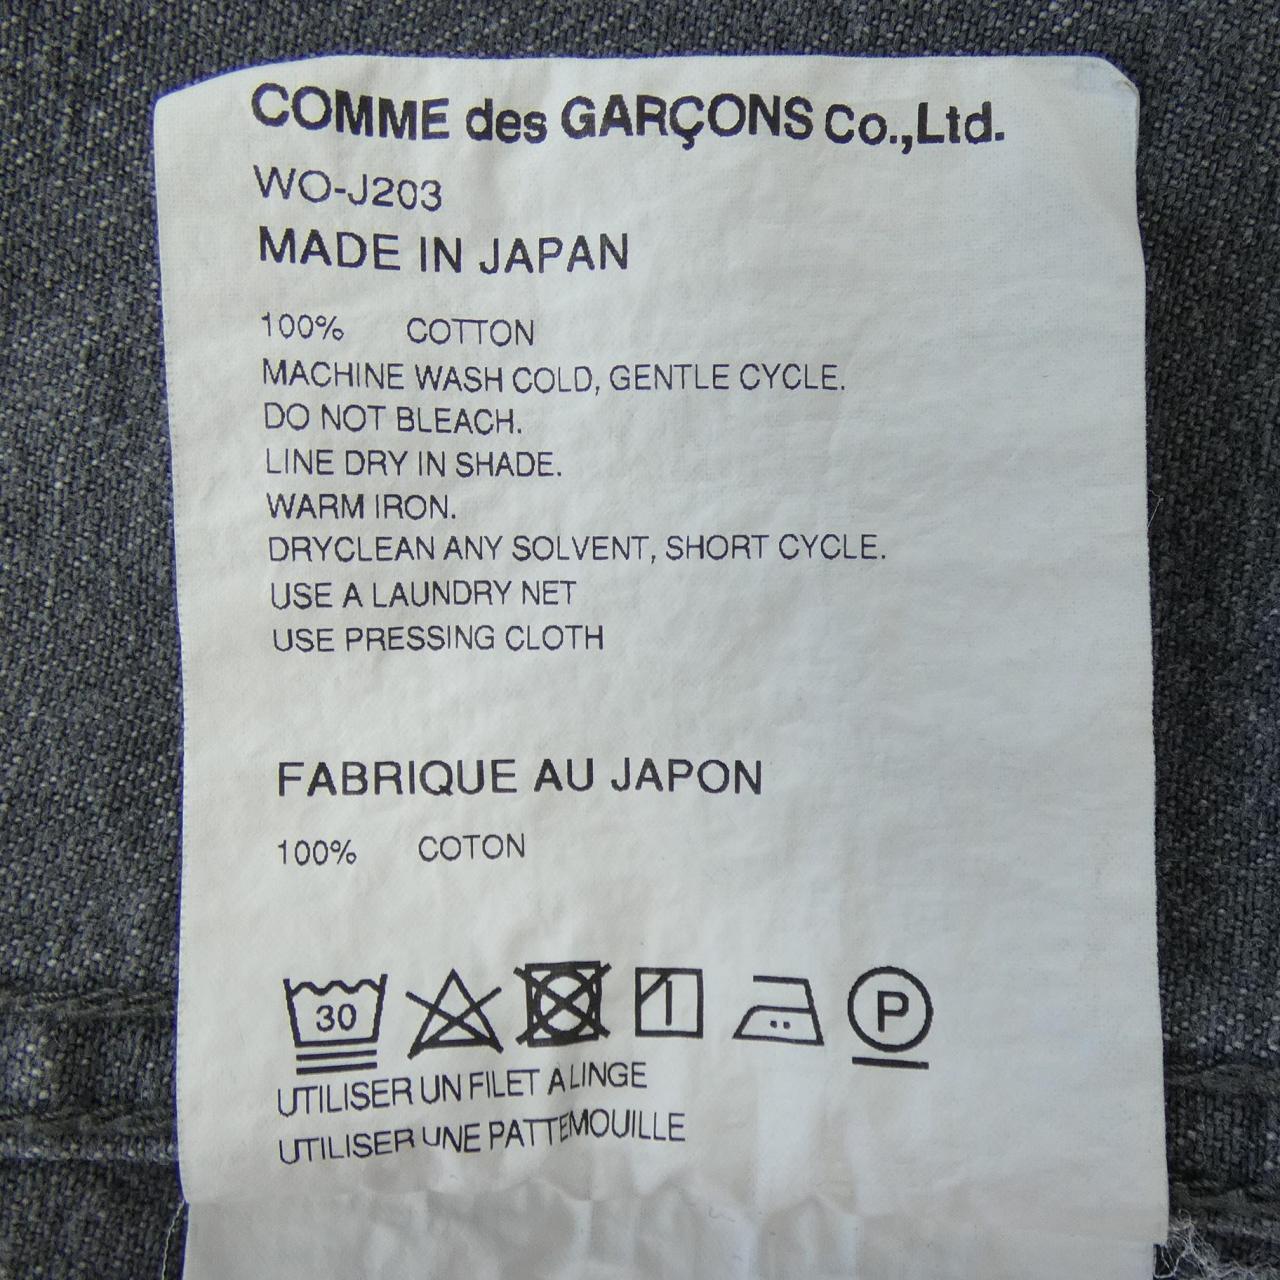 COMME des GARÇONS Co.,Ltd.
WO-J203
MADE IN JAPAN
100% COTTON
MACHINE WASH COLD, GENTLE CYCLE.
DO NOT BLEACH.
LINE DRY IN SHADE.
WARM IRON.
DRYCLEAN ANY SOLVENT, SHORT CYCLE.
USE A LAUNDRY NET
USE PRESSING CLOTH
FABRIQUE AU JAPON
100% COTON
30 P
UTILISER UN FILET A LINGE
UTILISER UNE PATTEMOUILLE